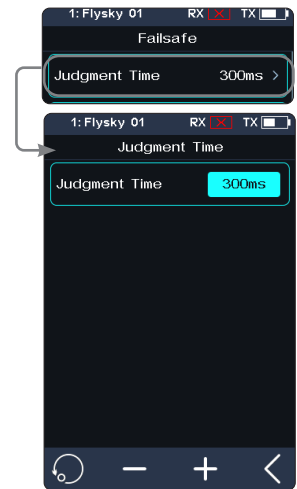 1: Flysky 01 RX TX
Failsafe
Judgment Time 300ms >
1: Flysky 01 RX TX
Judgment Time
Judgment Time 300ms